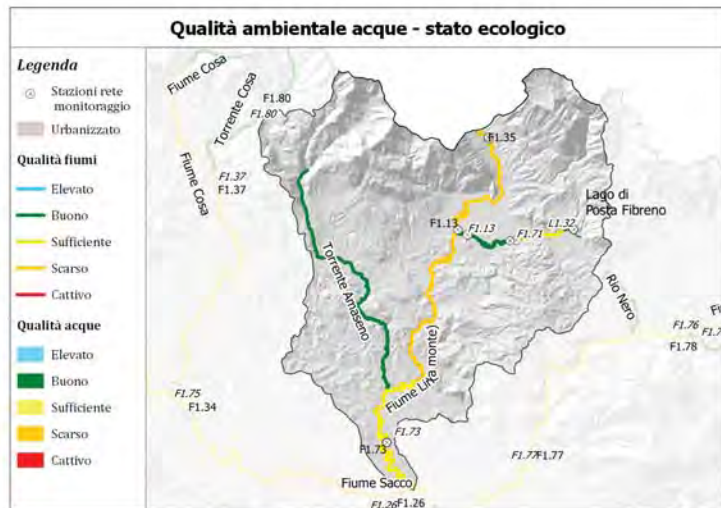 Qualità ambientale acque - stato ecologico
Legenda
Stazioni rete
monitoraggio
Urbanizzato
Qualità fiumi
Elevato
Buono
Sufficiente
Scarso
Cattivo
Qualità acque
Elevato
Buono
Sufficiente
Scarso
Cattivo
Fiume Cosa
Torrente Cosa
F1.80
F1.80
F1.37
F1.37
Fiume Cosa
F1.35
Lago di
Posta Fibreno
F1.13
F1.13
F1.71
L1.32
Torrente Amaseno
Rio Nero
F1.76
F1.78
(a monte)
F1.75
F1.34
F1.73
F1.73
F1.77
F1.77
Fiume Sacco
F1.26
F1.26